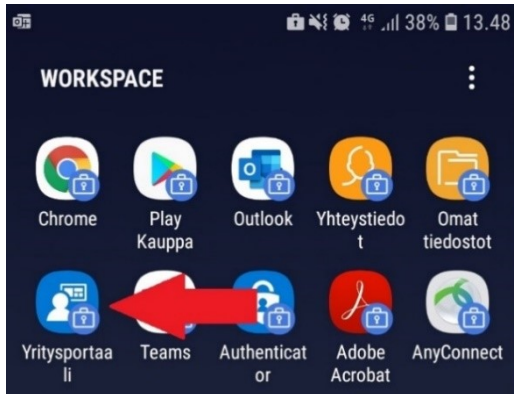 4G 38% 13.48
WORKSPACE
Chrome
Play
Kauppa
Outlook
Yhteystiedo
t
Omat
tiedostot
Yritysportaa
li
Teams
Authenticat
or
Adobe
Acrobat
AnyConnect